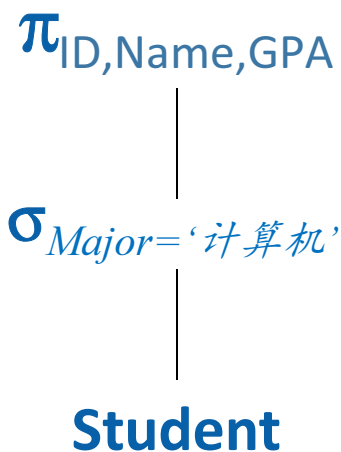 πID,Name,GPA
σMajor=‘计算机’
Student